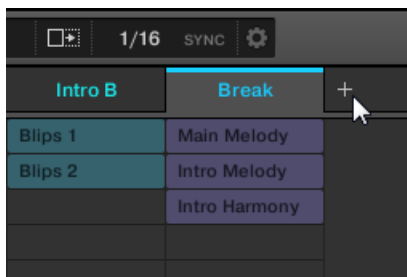 1/16 SYNC
Intro B Break +
Blips 1 Main Melody
Blips 2 Intro Melody
Intro Harmony